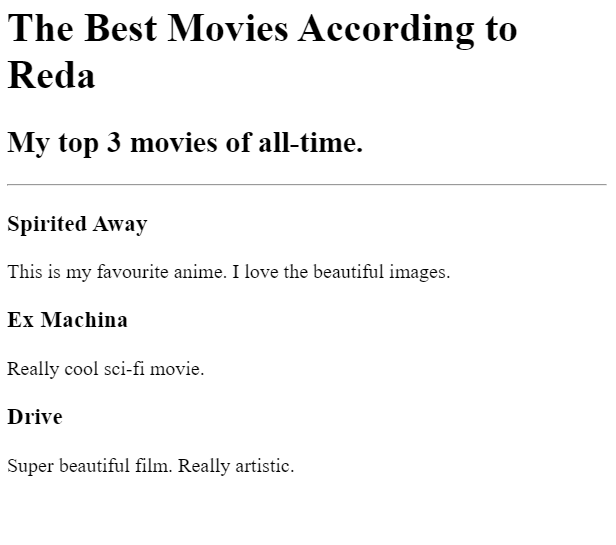 The Best Movies According to
Reda
My top 3 movies of all-time.
Spirited Away
This is my favourite anime. I love the beautiful images.
Ex Machina
Really cool sci-fi movie.
Drive
Super beautiful film. Really artistic.